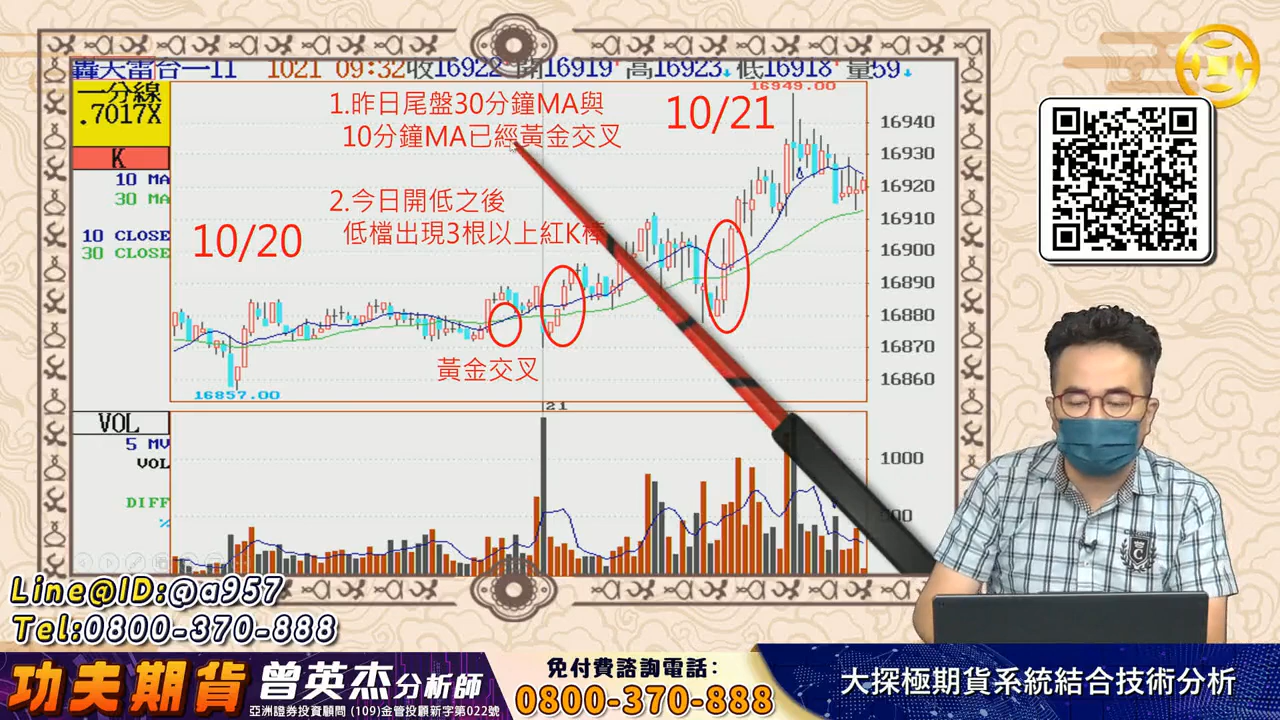 轟天雷台一11 1021 09:32收16922 開16919 高16923 低16918 量59
一分線
.7017X
K
10 MA
30 MA
10 CLOSE
30 CLOSE
1.昨日尾盤30分鐘MA與
10分鐘MA已經黃金交叉
2.今日開低之後
低檔出現3根以上紅K棒
10/20
10/21
黃金交叉
16949.00
16857.00
16940
16930
16920
16910
16900
16890
16880
16870
16860
21
VOL
5 MV
VOL
DIFF
%
1000
Line@ID:@a957
Tel:0800-370-888
功夫期貨 曾英杰分析師
亞洲證券投資顧問 (109)金管投顧新字第022號
免付費諮詢電話:
0800-370-888
大探極期貨系統結合技術分析